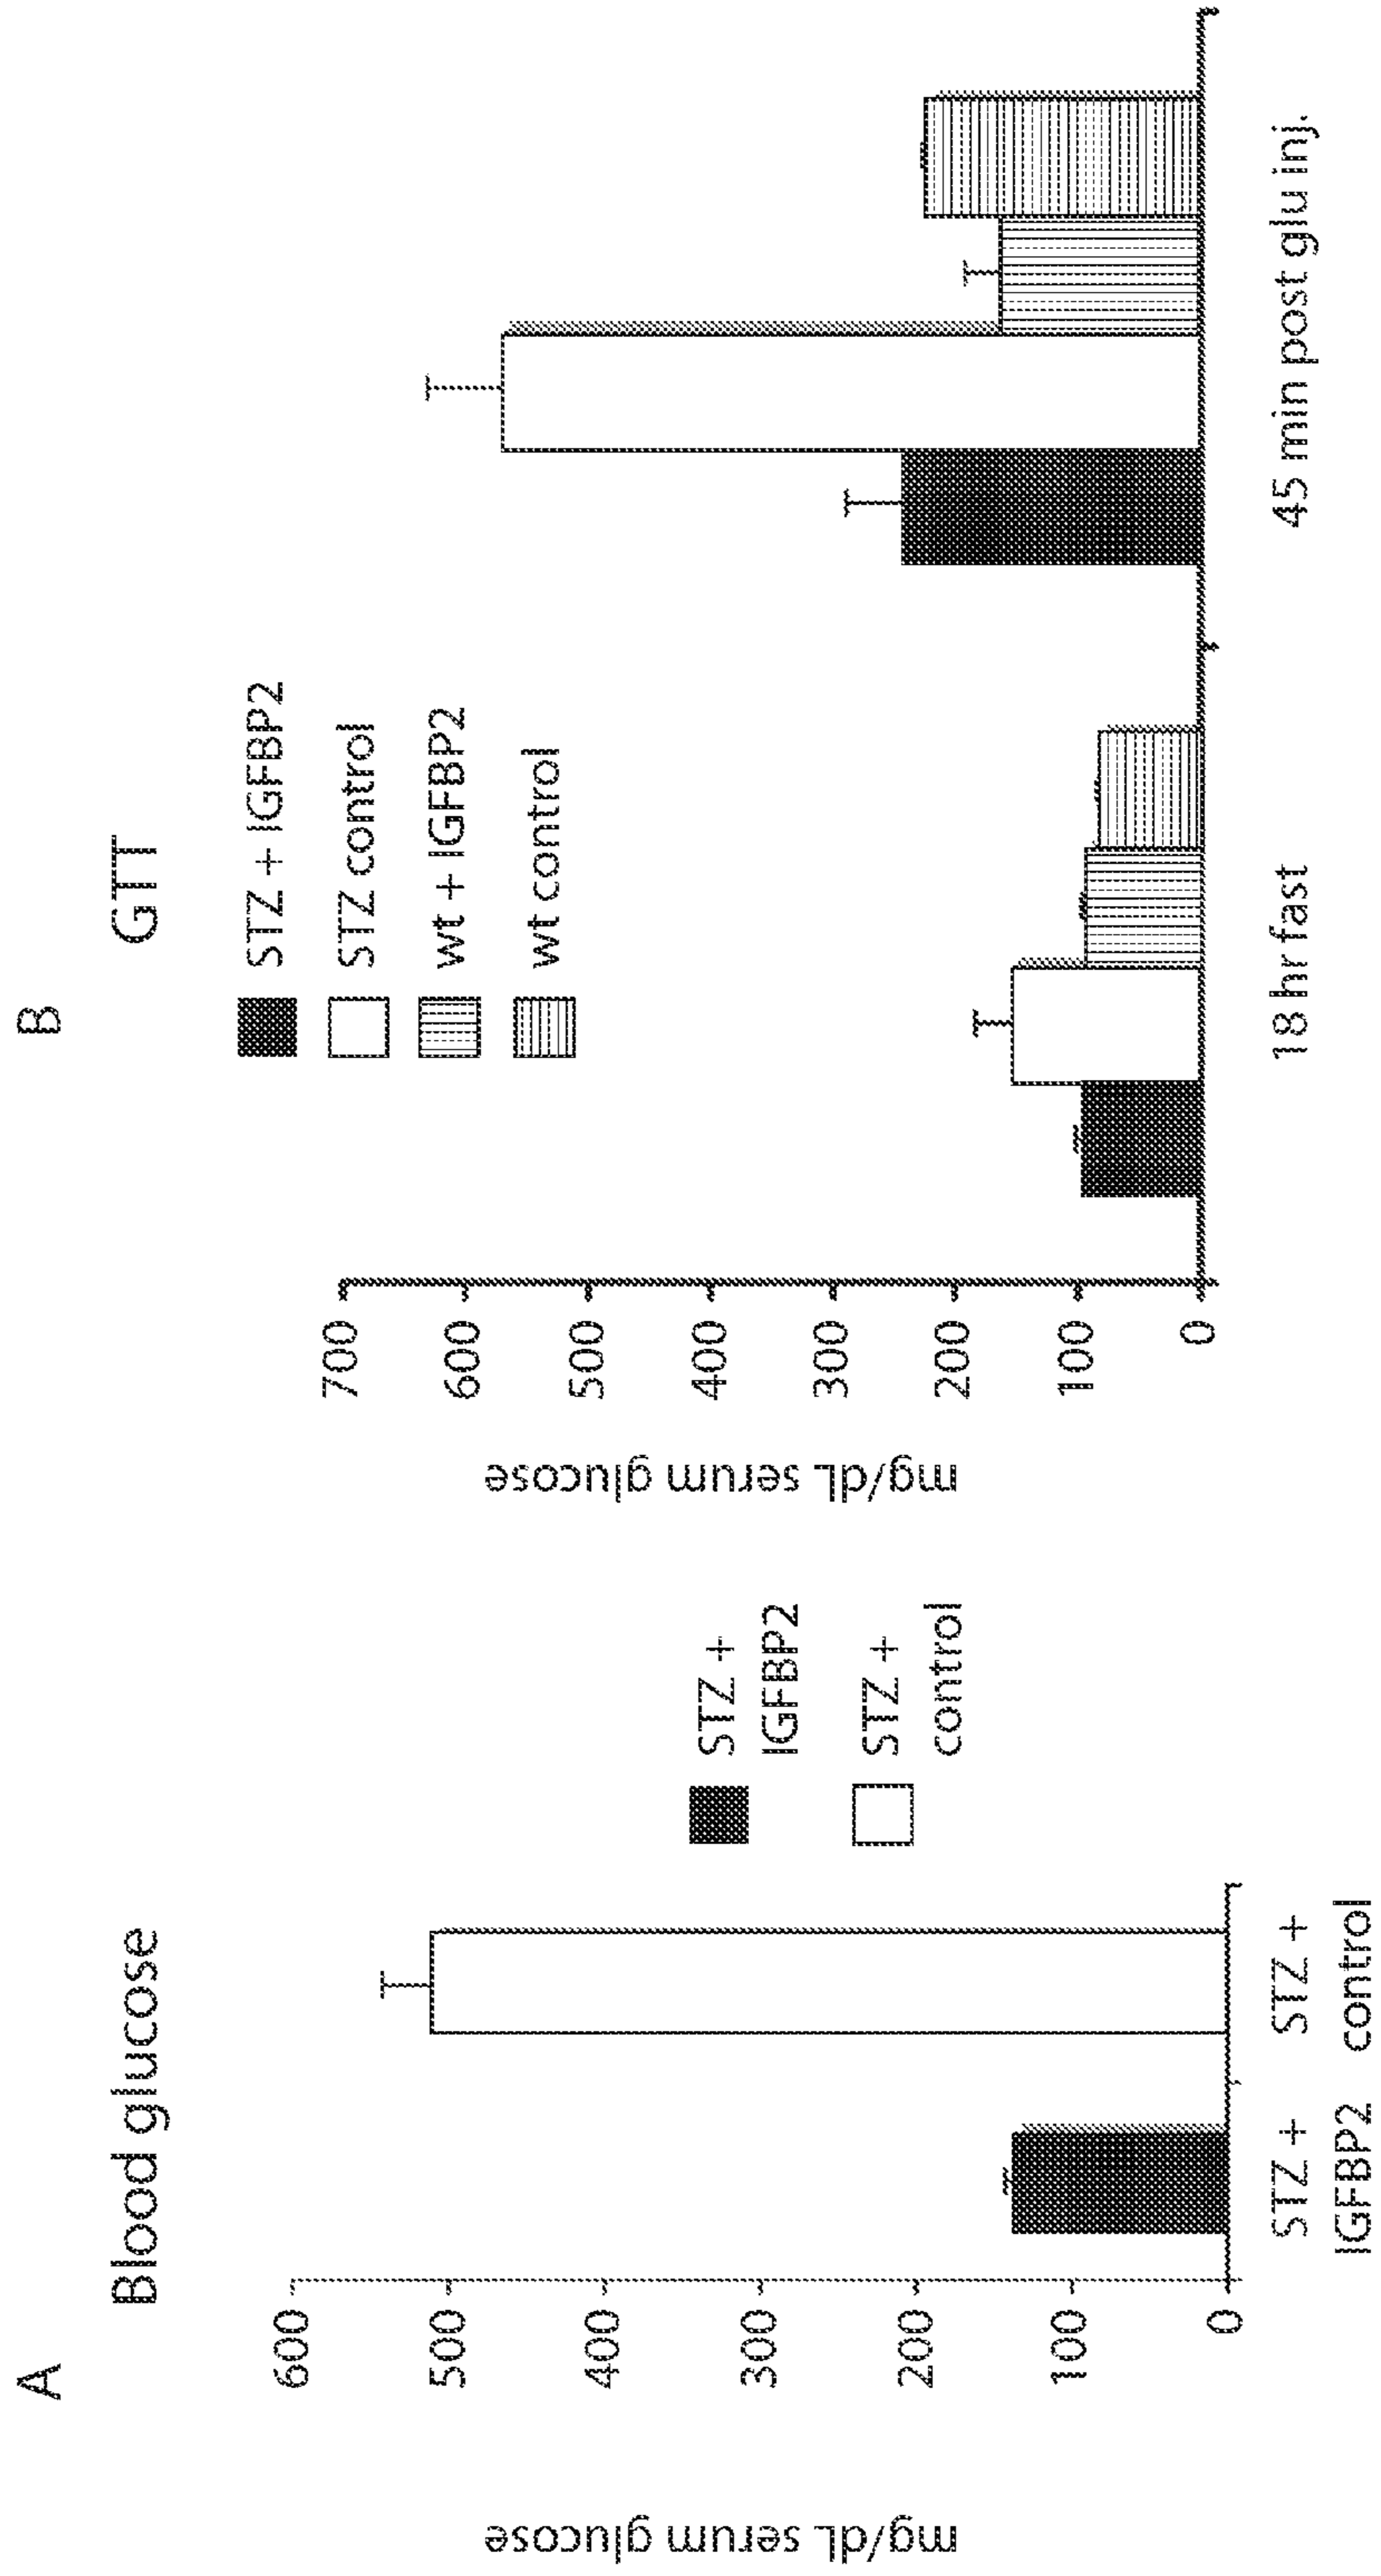 A
Blood glucose
mg/dL serum glucose
600
500
400
300
200
100
0
STZ +
IGFBP2
STZ +
control
STZ +
IGFBP2
STZ +
control
B
GTT
mg/dL serum glucose
700
600
500
400
300
200
100
0
STZ + IGFBP2
STZ control
wt + IGFBP2
wt control
18 hr fast
45 min post glu inj.